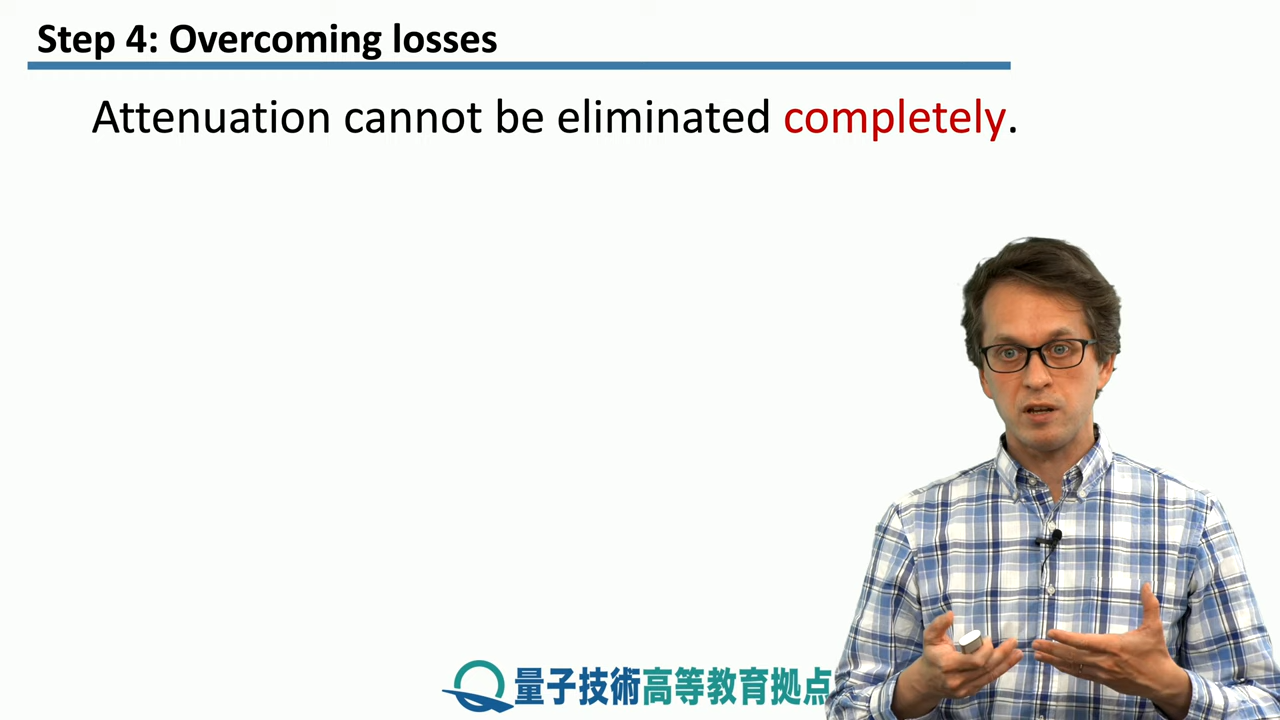 Step 4: Overcoming losses
Attenuation cannot be eliminated completely.
量子技術高等教育拠点